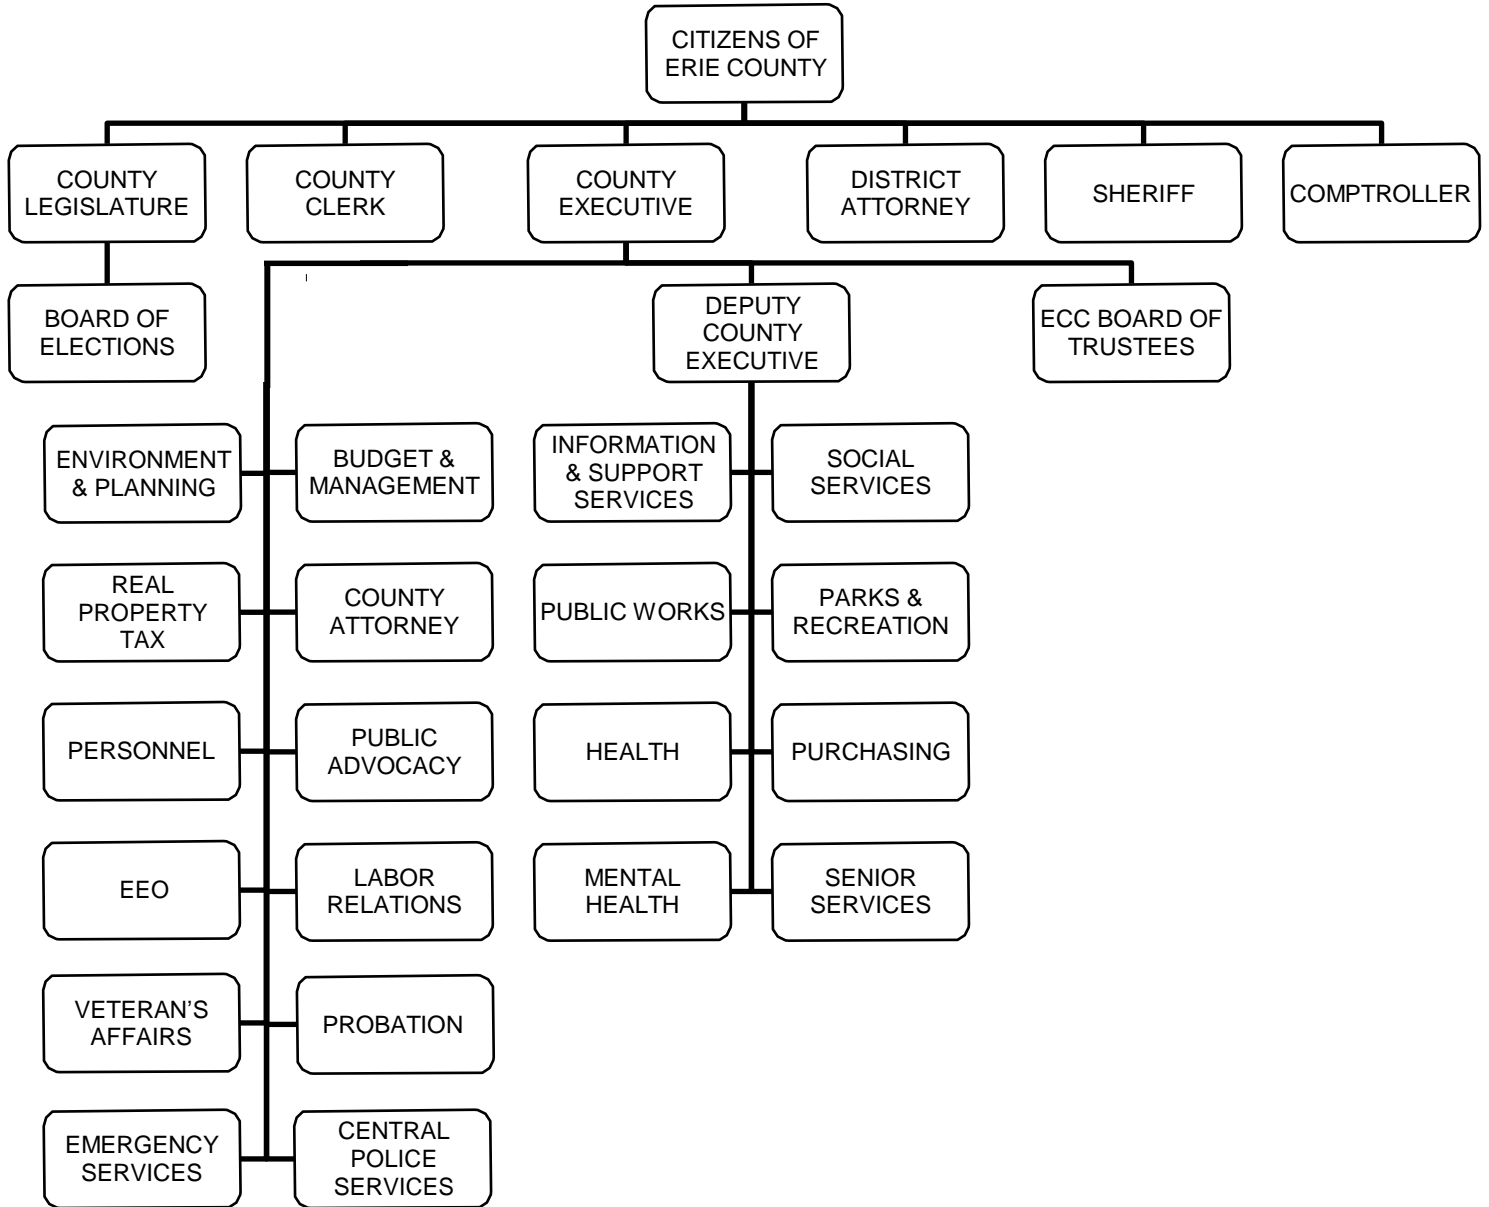 CITIZENS OF
ERIE COUNTY
COUNTY
LEGISLATURE
COUNTY
CLERK
COUNTY
EXECUTIVE
DISTRICT
ATTORNEY
SHERIFF
COMPTROLLER
BOARD OF
ELECTIONS
DEPUTY
COUNTY
EXECUTIVE
ECC BOARD OF
TRUSTEES
ENVIRONMENT
& PLANNING
BUDGET &
MANAGEMENT
INFORMATION
& SUPPORT
SERVICES
SOCIAL
SERVICES
REAL
PROPERTY
TAX
COUNTY
ATTORNEY
PUBLIC WORKS
PARKS &
RECREATION
PERSONNEL
PUBLIC
ADVOCACY
HEALTH
PURCHASING
EEO
LABOR
RELATIONS
MENTAL
HEALTH
SENIOR
SERVICES
VETERAN’S
AFFAIRS
PROBATION
EMERGENCY
SERVICES
CENTRAL
POLICE
SERVICES